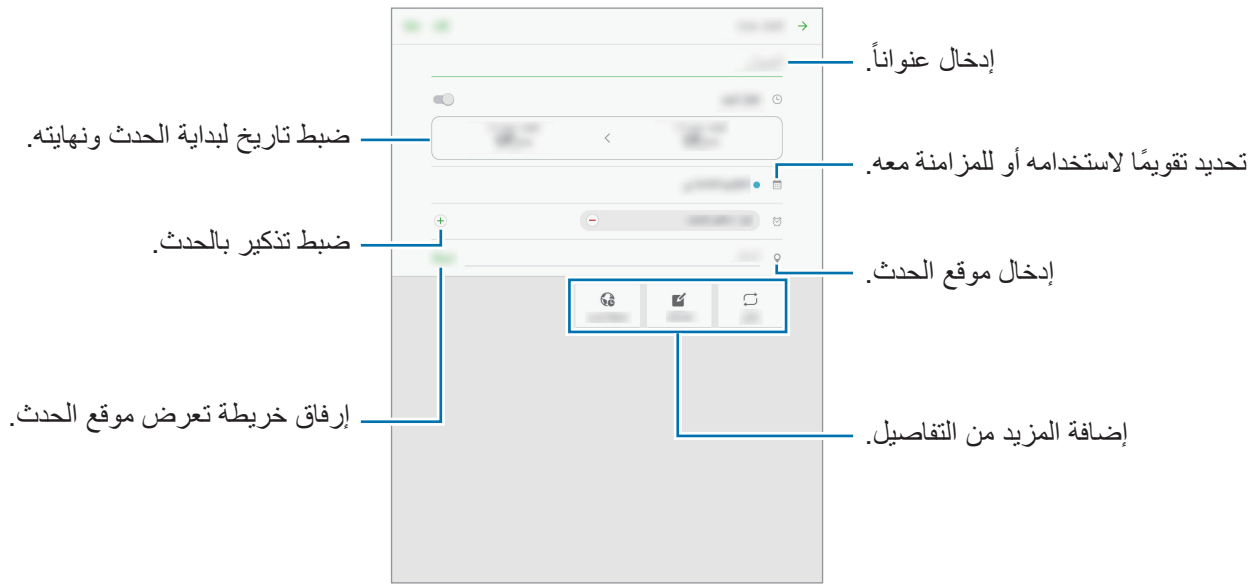 إدخال عنواناً.
ضبط تاريخ لبداية الحدث ونهايته.
تحديد تقويمًا لاستخدامه أو للمزامنة معه.
ضبط تذكير بالحدث.
إدخال موقع الحدث.
إرفاق خريطة تعرض موقع الحدث.
إضافة المزيد من التفاصيل.